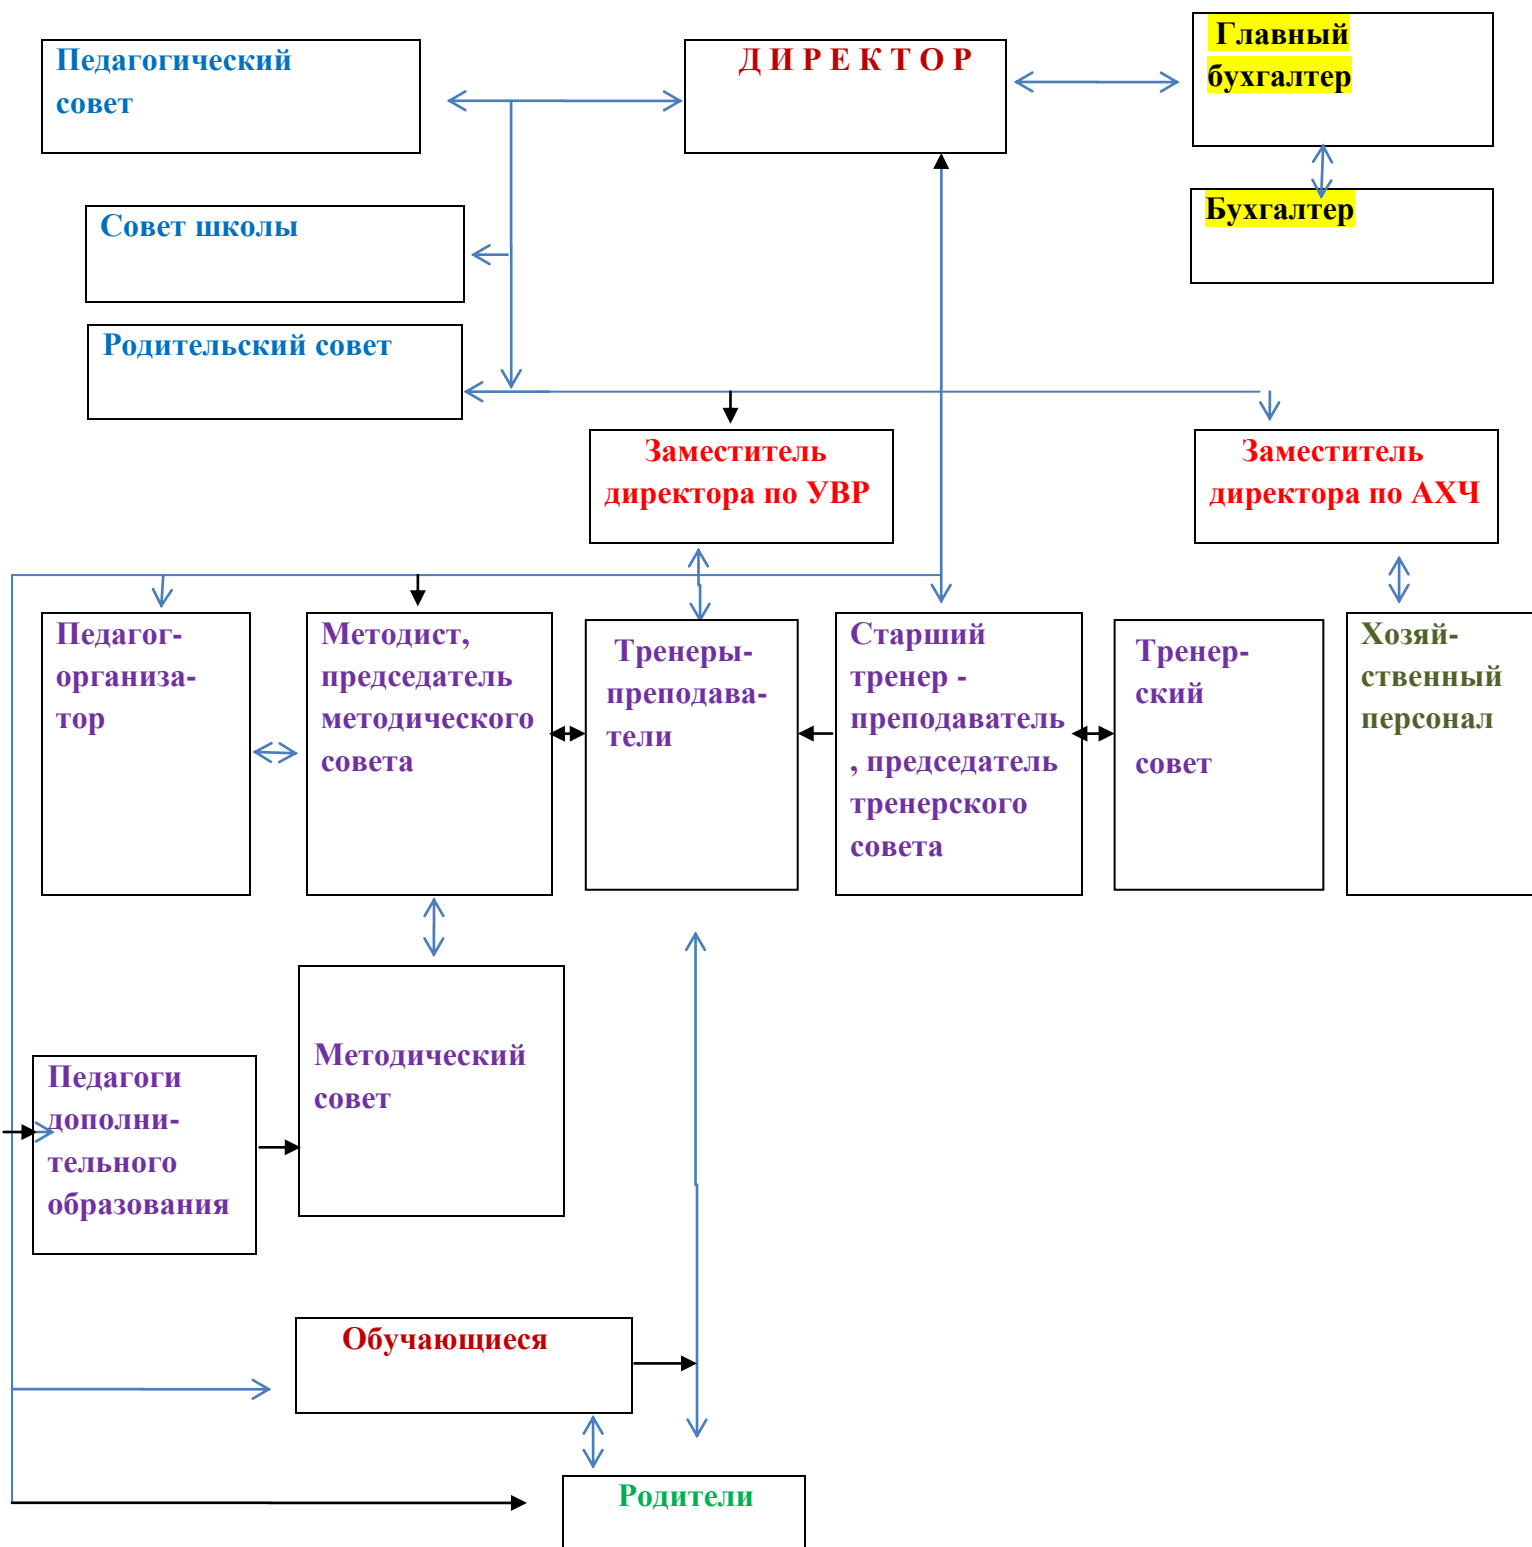 Педагогический
совет
Д И Р Е К Т О Р
Главный
бухгалтер
Совет школы
Бухгалтер
Родительский совет
Заместитель
директора по УВР
Заместитель
директора по АХЧ
Педагог-
организа-
тор
Методист,
председатель
методического
совета
Тренеры-
преподава-
тели
Старший
тренер -
преподаватель
, председатель
тренерского
совета
Тренер-
ский
совет
Хозяй-
ственный
персонал
Методический
совет
Педагоги
дополни-
тельного
образования
Обучающиеся
Родители